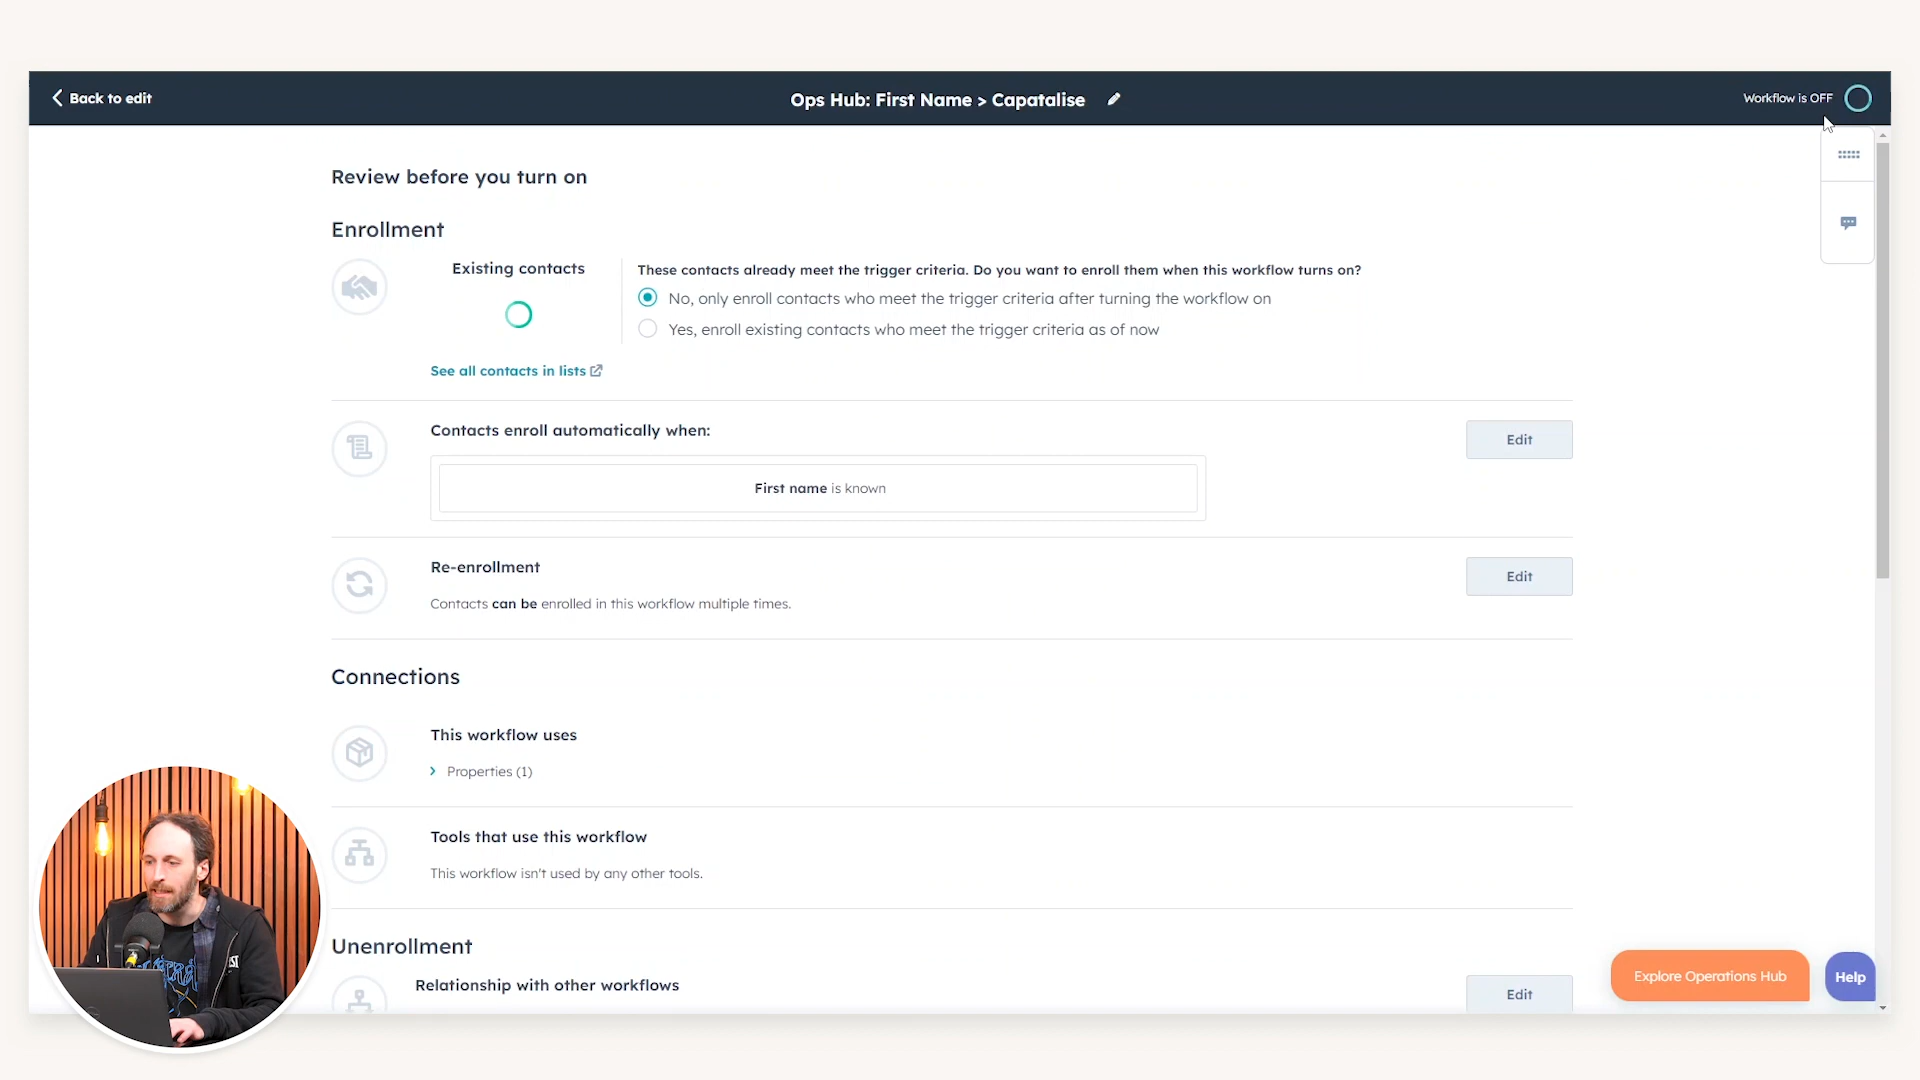 Back to edit
Ops Hub: First Name > Capatalise
Workflow is OFF
Review before you turn on
Enrollment
Existing contacts
These contacts already meet the trigger criteria. Do you want to enroll them when this workflow turns on?
No, only enroll contacts who meet the trigger criteria after turning the workflow on
Yes, enroll existing contacts who meet the trigger criteria as of now
See all contacts in lists
Contacts enroll automatically when:
Edit
First name is known
Re-enrollment
Edit
Contacts can be enrolled in this workflow multiple times.
Connections
This workflow uses
Properties (1)
Tools that use this workflow
This workflow isn't used by any other tools.
Unenrollment
Relationship with other workflows
Edit
Explore Operations Hub
Help